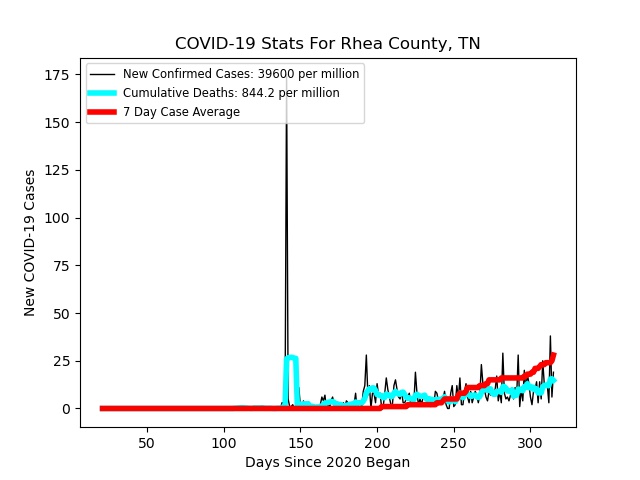 COVID-19 Stats For Rhea County, TN
New Confirmed Cases: 39600 per million
Cumulative Deaths: 844.2 per million
7 Day Case Average
New COVID-19 Cases
175
150
125
100
75
50
25
0
50 100 150 200 250 300
Days Since 2020 Began